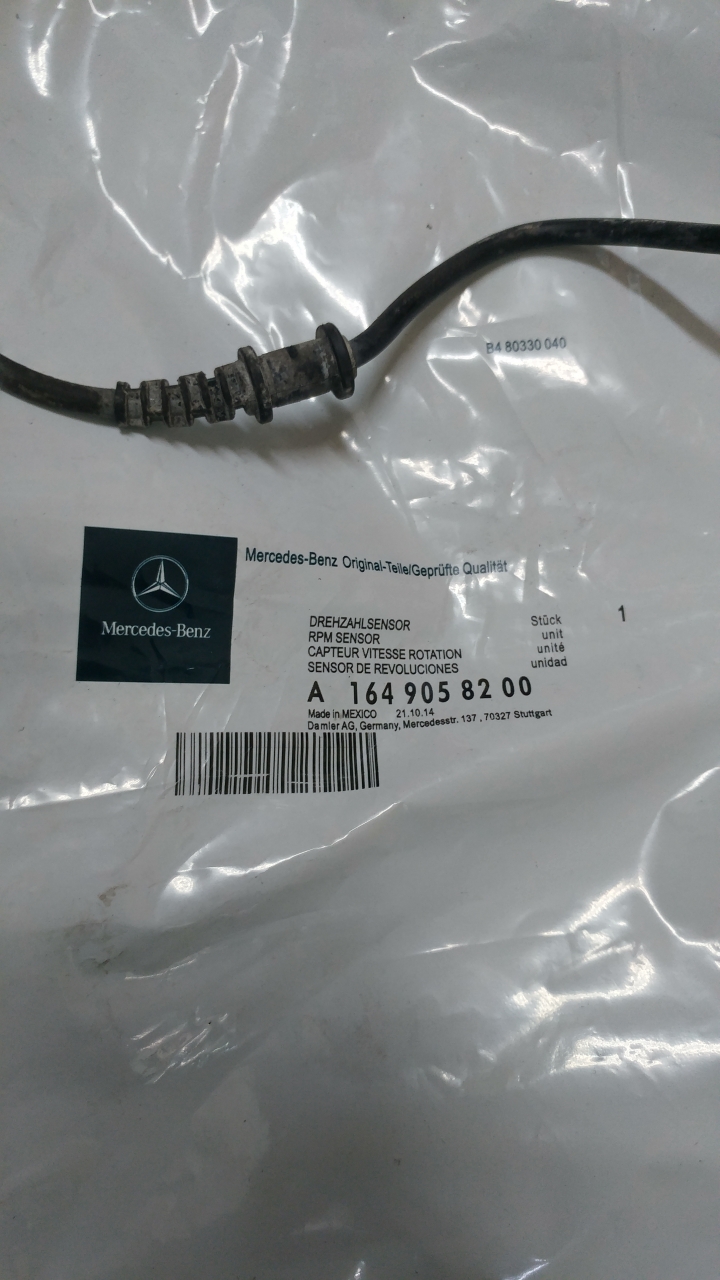 B4 80330 040
Mercedes-Benz Original-Teile/Geprüfte Qualität
Mercedes-Benz
DREHZAHLSENSOR Stück 1
RPM SENSOR unit
CAPTEUR VITESSE ROTATION unité
SENSOR DE REVOLUCIONES unidad
A 164 905 82 00
Made in MEXICO 21.10.14
Damler AG, Germany, Mercedesstr. 137 , 70327 Stuttgart